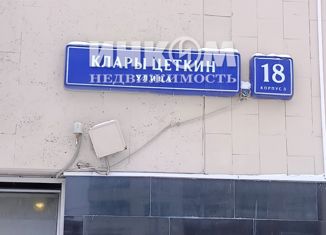 ИНКОМ
НЕДВИЖИМОСТЬ
КЛАРЫ ЦЕТКИН
УЛИЦА
18
КОРПУС 3